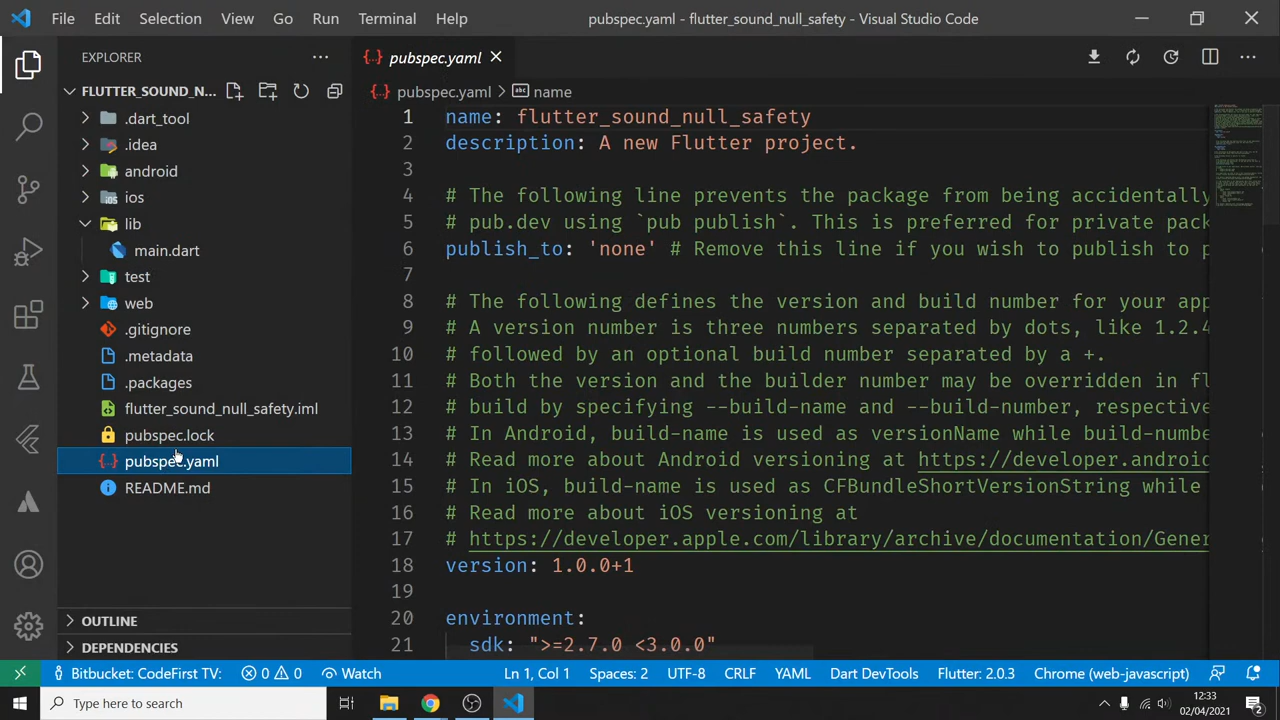 File Edit Selection View Go Run Terminal Help
pubspec.yaml - flutter_sound_null_safety - Visual Studio Code
EXPLORER
FLUTTER_SOUND_N...
.dart_tool
.idea
android
ios
lib
main.dart
test
web
.gitignore
.metadata
.packages
flutter_sound_null_safety.iml
pubspec.lock
pubspec.yaml
README.md
OUTLINE
DEPENDENCIES
pubspec.yaml
pubspec.yaml > abc name
1 name: flutter_sound_null_safety
2 description: A new Flutter project.
3
4 # The following line prevents the package from being accidentally
5 # pub.dev using `pub publish`. This is preferred for private pac
6 publish_to: 'none' # Remove this line if you wish to publish to p
7
8 # The following defines the version and build number for your app
9 # A version number is three numbers separated by dots, like 1.2.4
10 # followed by an optional build number separated by a +.
11 # Both the version and the builder number may be overridden in fl
12 # build by specifying --build-name and --build-number, respective
13 # In Android, build-name is used as versionName while build-numbe
14 # Read more about Android versioning at https://developer.android
15 # In iOS, build-name is used as CFBundleShortVersionString while
16 # Read more about iOS versioning at
17 # https://developer.apple.com/library/archive/documentation/Gener
18 version: 1.0.0+1
19
20 environment:
21 sdk: ">=2.7.0 <3.0.0"
Bitbucket: CodeFirst TV: 0 0 Watch Ln 1, Col 1 Spaces: 2 UTF-8 CRLF YAML Dart DevTools Flutter: 2.0.3 Chrome (web-javascript)
Type here to search
12:33
02/04/2021
2